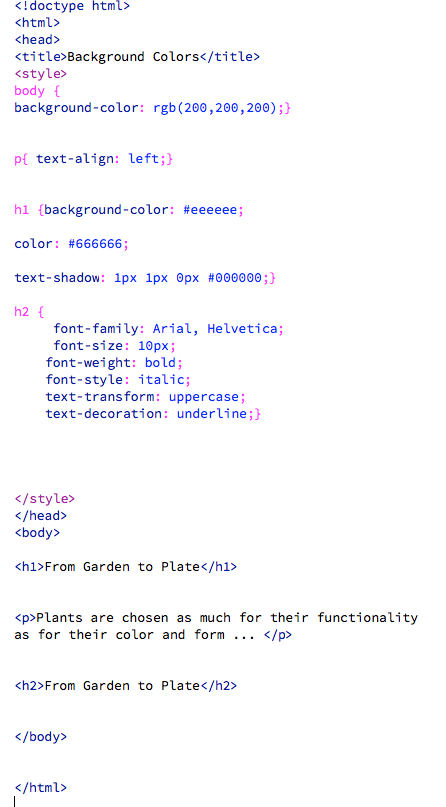 <!doctype html>
<html>
<head>
<title>Background Colors</title>
<style>
body {
background-color: rgb(200,200,200);}
p{ text-align: left;}
h1 {background-color: #eeeeee;
color: #666666;
text-shadow: 1px 1px 0px #000000;}
h2 {
font-family: Arial, Helvetica;
font-size: 10px;
font-weight: bold;
font-style: italic;
text-transform: uppercase;
text-decoration: underline;}
</style>
</head>
<body>
<h1>From Garden to Plate</h1>
<p>Plants are chosen as much for their functionality
as for their color and form ... </p>
<h2>From Garden to Plate</h2>
</body>
</html>